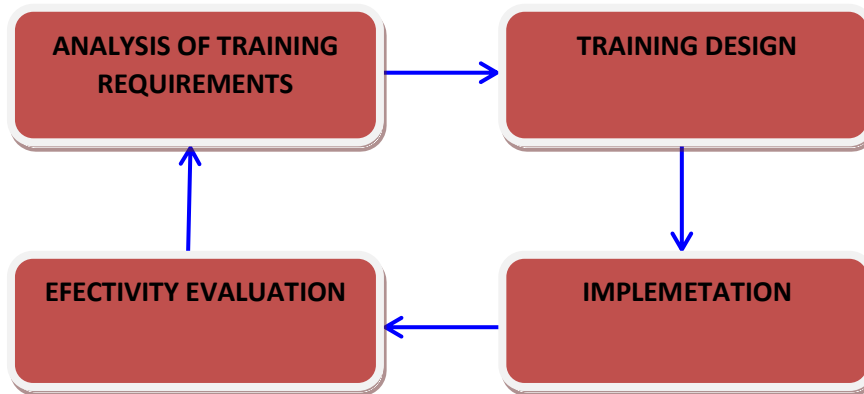 ANALYSIS OF TRAINING
REQUIREMENTS
TRAINING DESIGN
EFECTIVITY EVALUATION
IMPLEMETATION